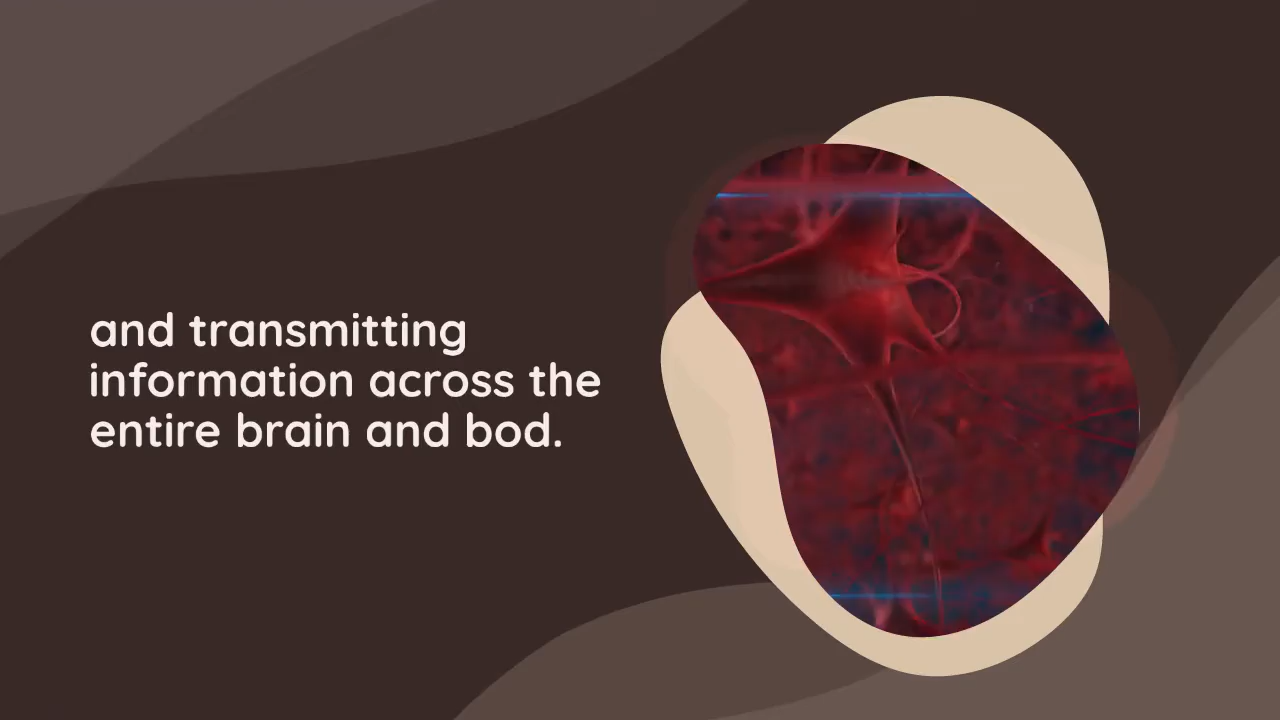 and transmitting
information across the
entire brain and bod.